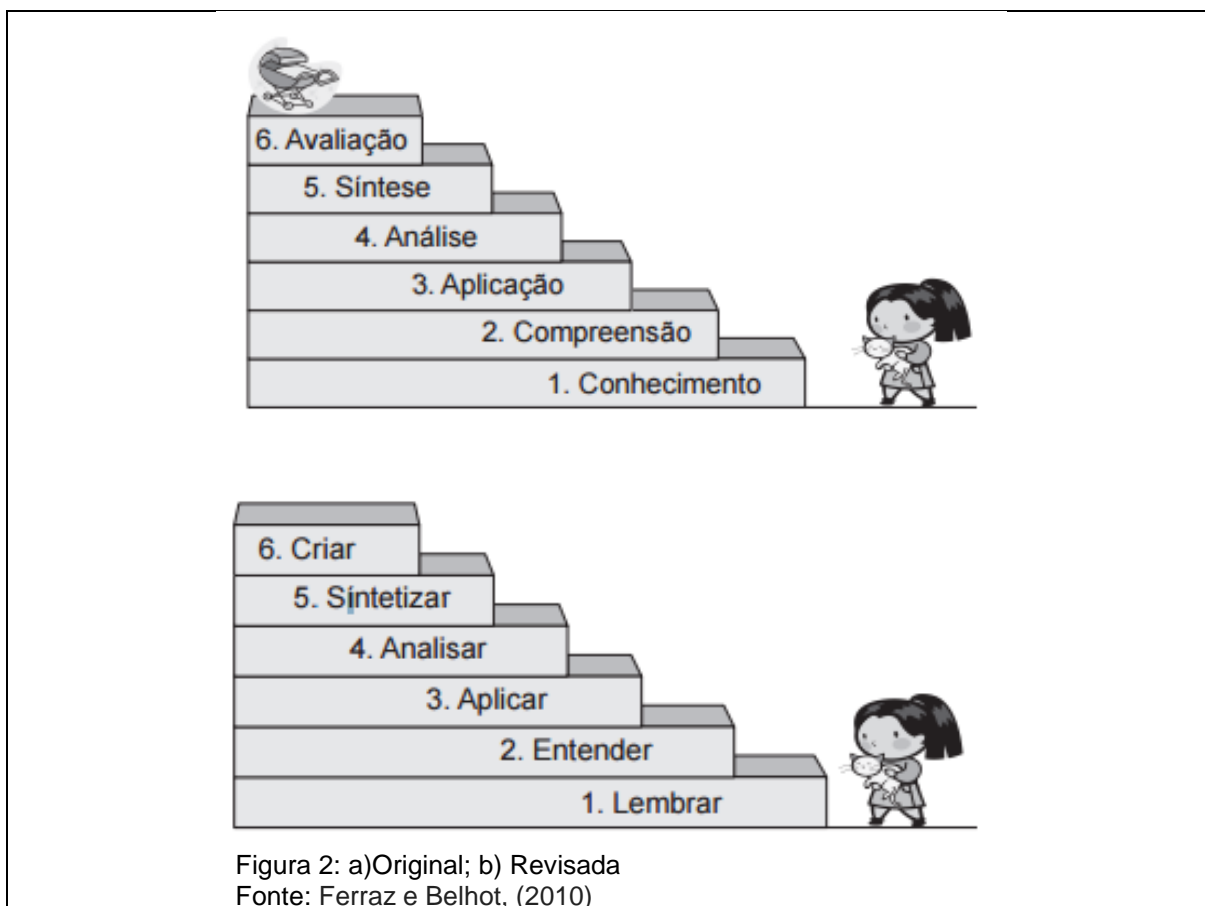 6. Avaliação
5. Síntese
4. Análise
3. Aplicação
2. Compreensão
1. Conhecimento
6. Criar
5. Síntetizar
4. Analisar
3. Aplicar
2. Entender
1. Lembrar
Figura 2: a)Original; b) Revisada
Fonte: Ferraz e Belhot, (2010)